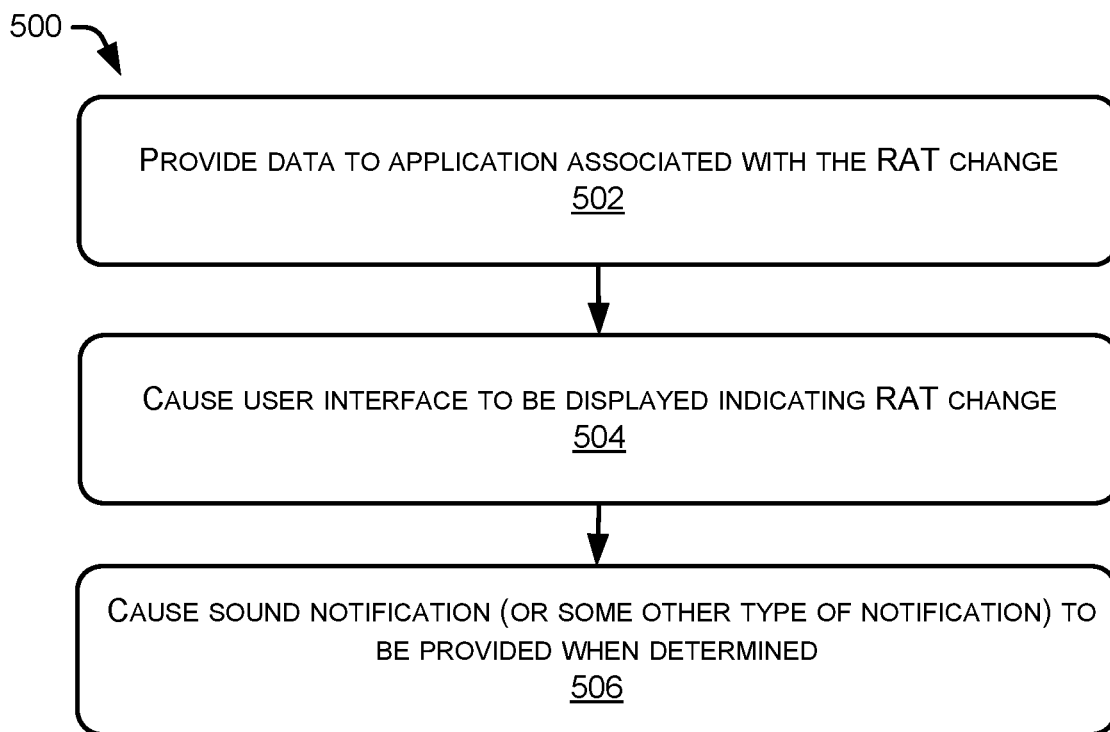 500
PROVIDE DATA TO APPLICATION ASSOCIATED WITH THE RAT CHANGE
502
CAUSE USER INTERFACE TO BE DISPLAYED INDICATING RAT CHANGE
504
CAUSE SOUND NOTIFICATION (OR SOME OTHER TYPE OF NOTIFICATION) TO
BE PROVIDED WHEN DETERMINED
506